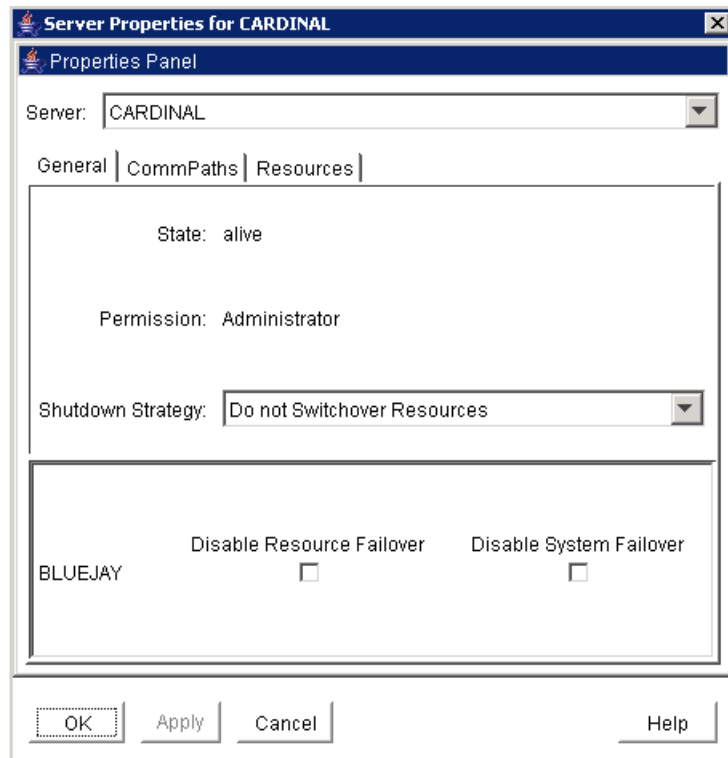 Server Properties for CARDINAL
Properties Panel
Server: CARDINAL
General CommPaths Resources
State: alive
Permission: Administrator
Shutdown Strategy: Do not Switchover Resources
Disable Resource Failover Disable System Failover
BLUEJAY
OK Apply Cancel Help